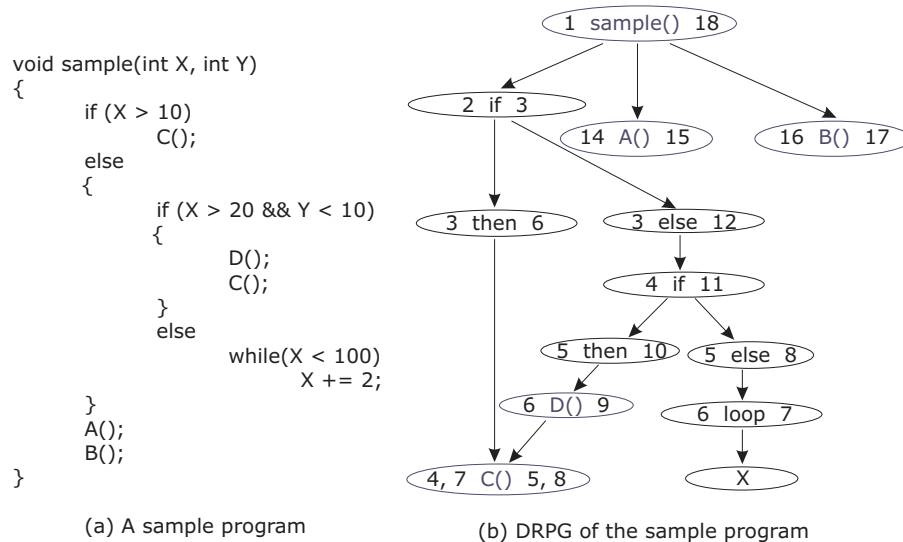 void sample(int X, int Y)
{
if (X > 10)
C();
else
{
if (X > 20 && Y < 10)
{
D();
C();
}
else
while(X < 100)
X += 2;
}
A();
B();
}
(a) A sample program
1 sample() 18
2 if 3
14 A() 15
16 B() 17
3 then 6
3 else 12
4 if 11
5 then 10
5 else 8
6 D() 9
6 loop 7
4, 7 C() 5, 8
X
(b) DRPG of the sample program